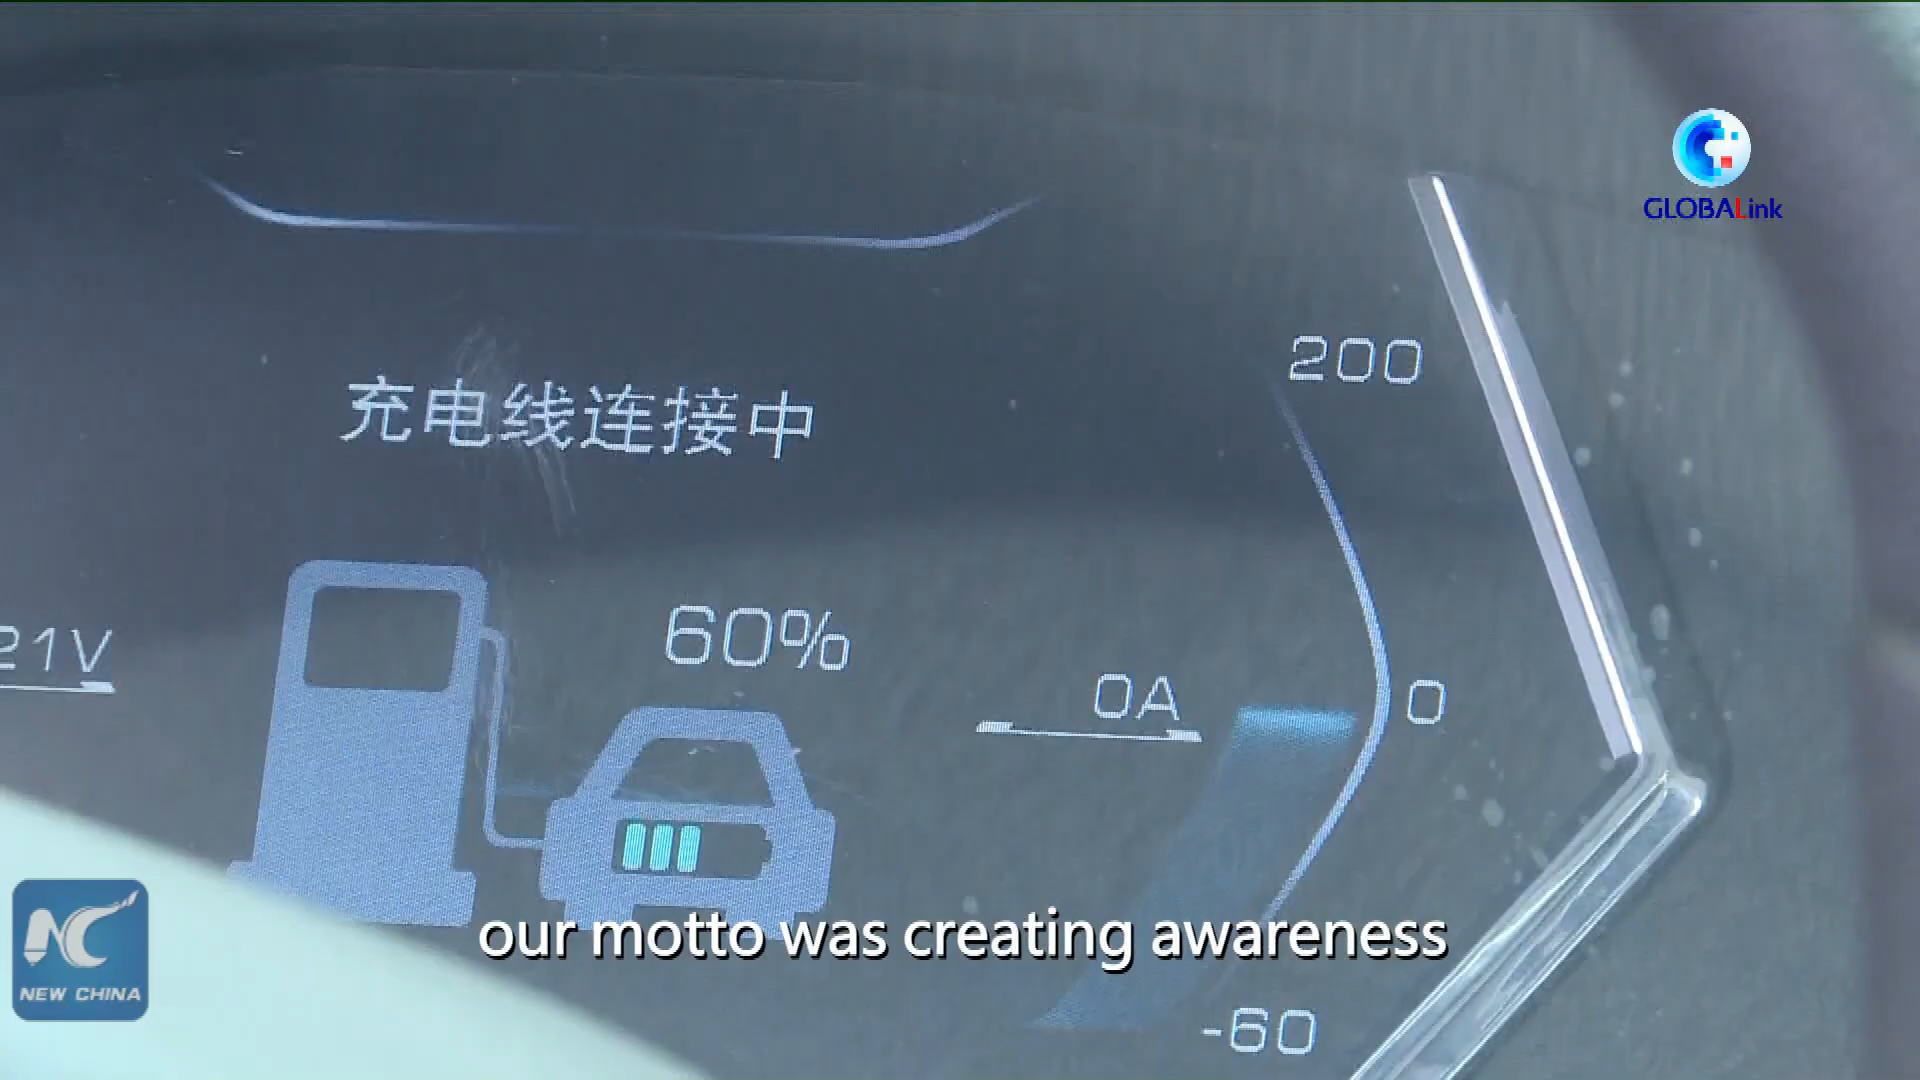 GLOBALink
200
充电线连接中
60%
21V
0A
0
our motto was creating awareness
NEW CHINA
-60